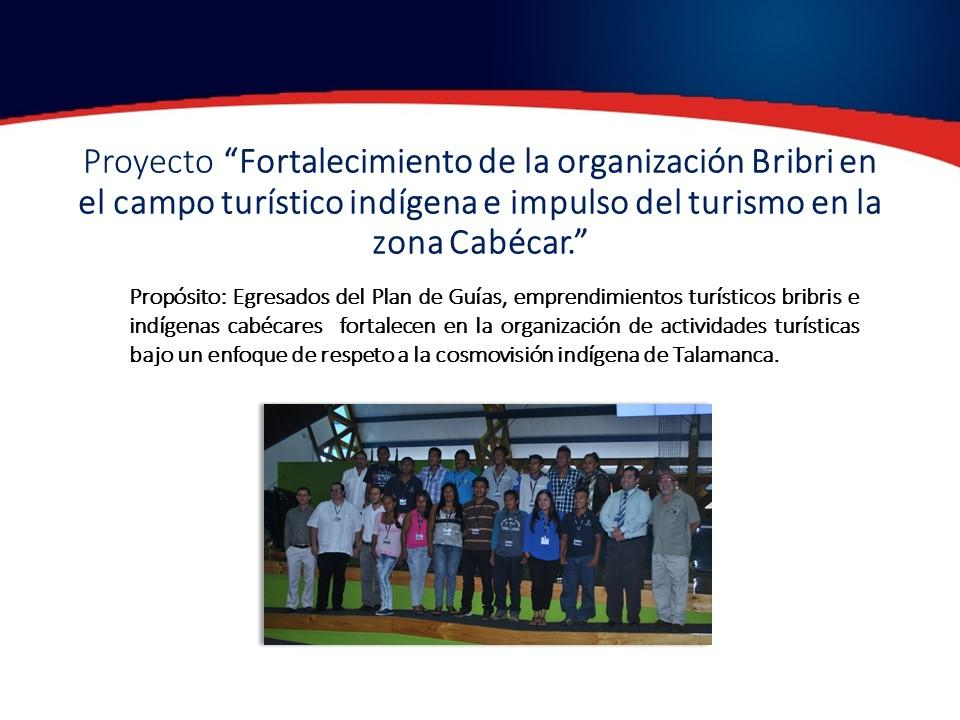 Proyecto “Fortalecimiento de la organización Bribri en
el campo turístico indígena e impulso del turismo en la
zona Cabécar.”
Propósito: Egresados del Plan de Guías, emprendimientos turísticos bribris e
indígenas cabécares fortalecen en la organización de actividades turísticas
bajo un enfoque de respeto a la cosmovisión indígena de Talamanca.